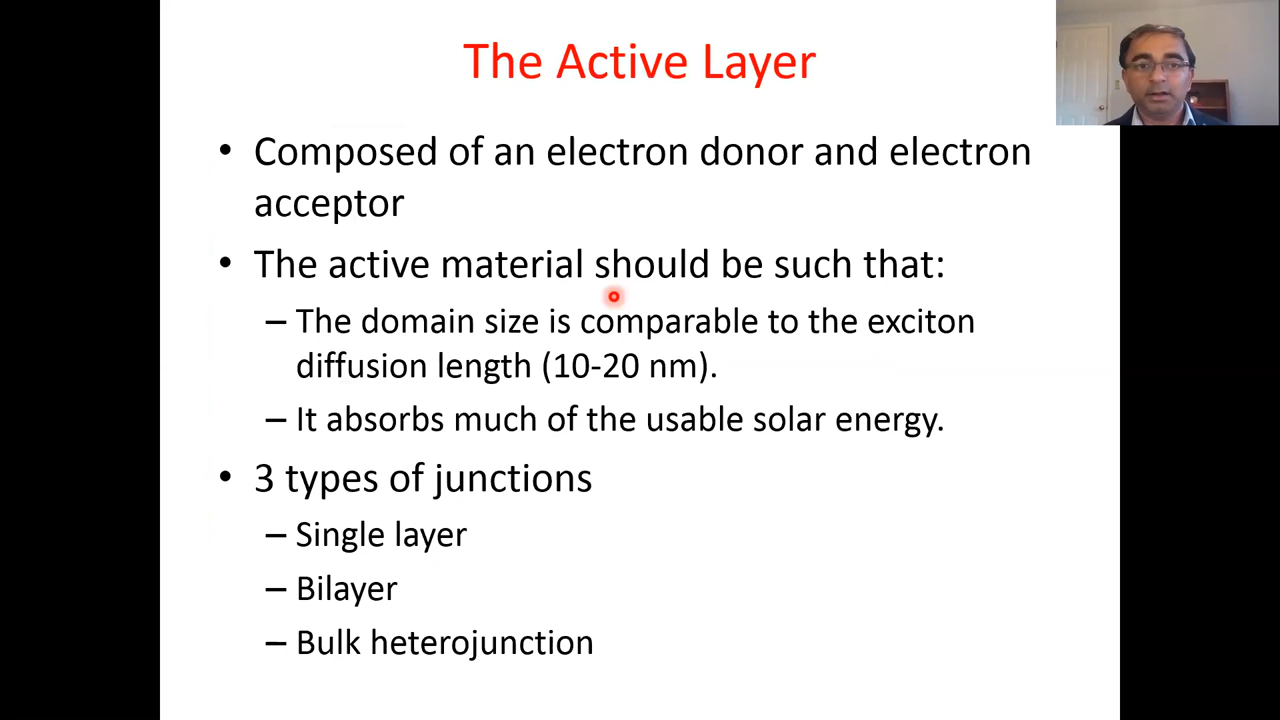 The Active Layer
• Composed of an electron donor and electron
acceptor
• The active material should be such that:
– The domain size is comparable to the exciton
diffusion length (10-20 nm).
– It absorbs much of the usable solar energy.
• 3 types of junctions
– Single layer
– Bilayer
– Bulk heterojunction